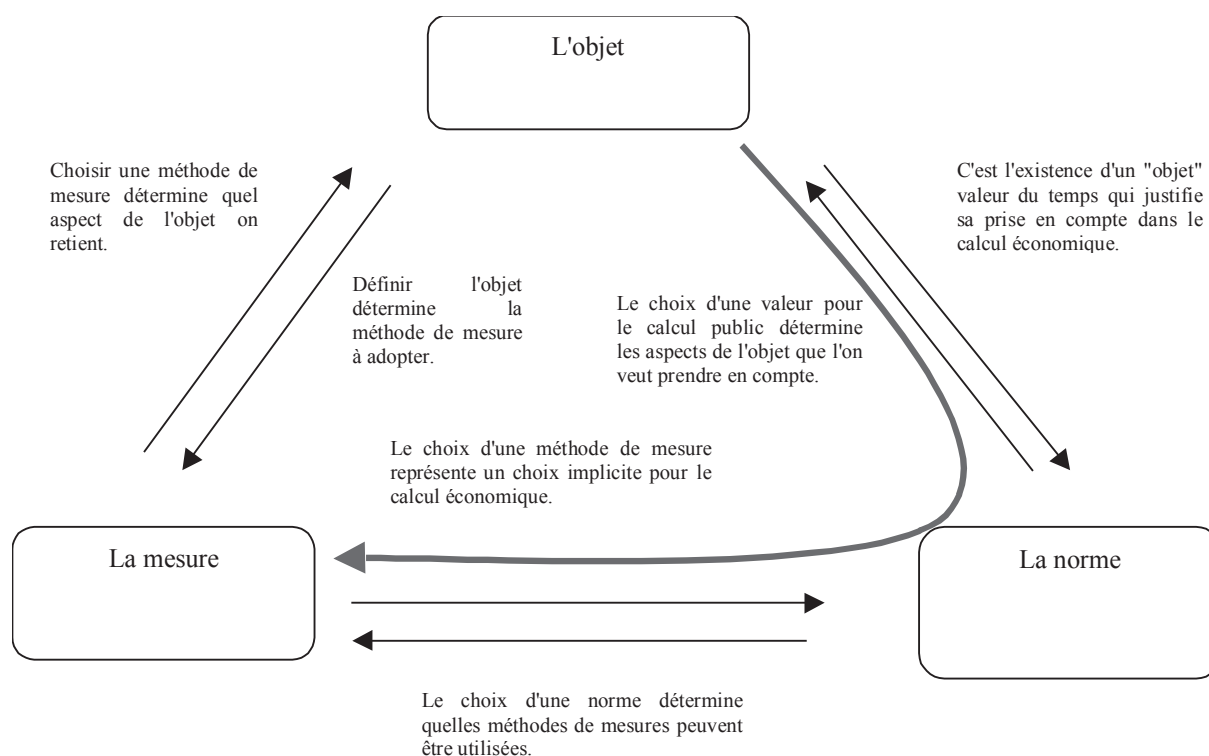 L'objet
Choisir une méthode de
mesure détermine quel
aspect de l'objet on
retient.
C'est l'existence d'un "objet"
valeur du temps qui justifie
sa prise en compte dans le
calcul économique.
Définir l'objet
détermine la
méthode de mesure
à adopter.
Le choix d'une valeur pour
le calcul public détermine
les aspects de l'objet que l'on
veut prendre en compte.
Le choix d'une méthode de mesure
représente un choix implicite pour le
calcul économique.
La mesure
La norme
Le choix d'une norme détermine
quelles méthodes de mesures peuvent
être utilisées.